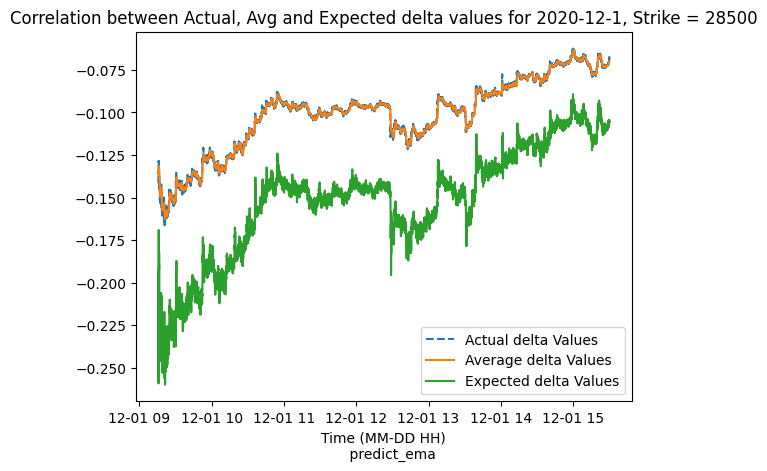 Correlation between Actual, Avg and Expected delta values for 2020-12-1, Strike = 28500
−0.075
−0.100
−0.125
−0.150
−0.175
−0.200
−0.225
−0.250
Actual delta Values
Average delta Values
Expected delta Values
12-01 09 12-01 10 12-01 11 12-01 12 12-01 13 12-01 14 12-01 15
Time (MM-DD HH)
predict_ema